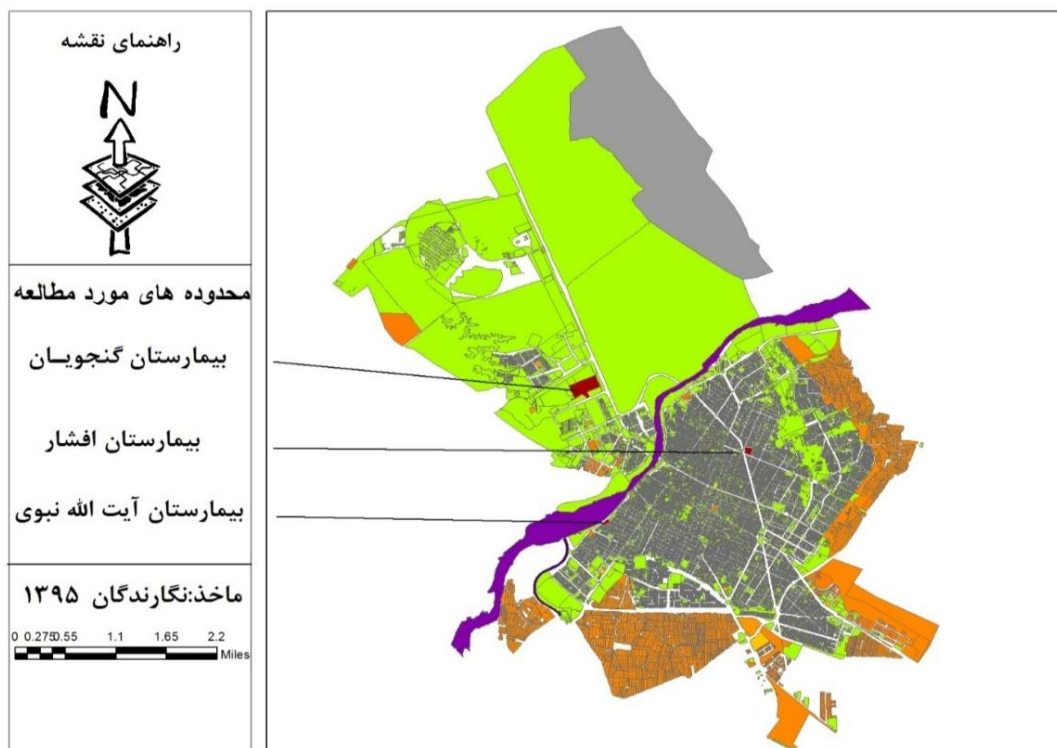 راهنمای نقشه
N
محدوده های مورد مطالعه
بیمارستان گنجویـان
بیمارستان افشار
بیمارستان آیت الله نبوی
ماخذ:نگارندگان ۱۳۹۵
0 0.275 0.55 1.1 1.65 2.2
Miles